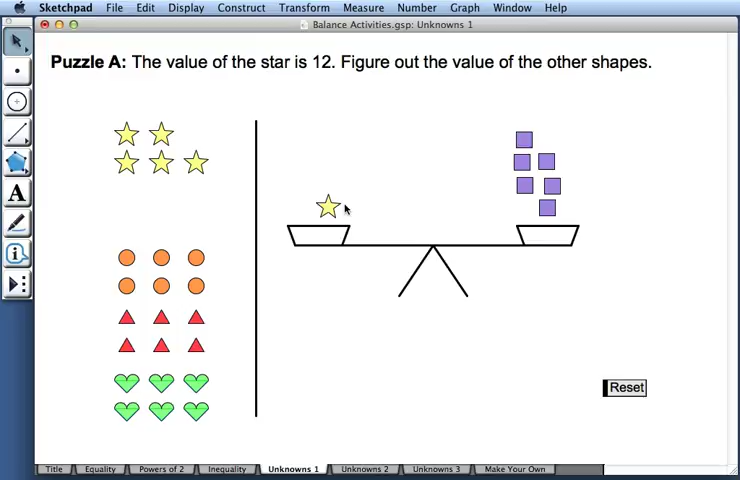 Sketchpad File Edit Display Construct Transform Measure Number Graph Window Help
Balance Activities.gsp: Unknowns 1
Puzzle A: The value of the star is 12. Figure out the value of the other shapes.
A
Reset
Title Equality Powers of 2 Inequality Unknowns 1 Unknowns 2 Unknowns 3 Make Your Own